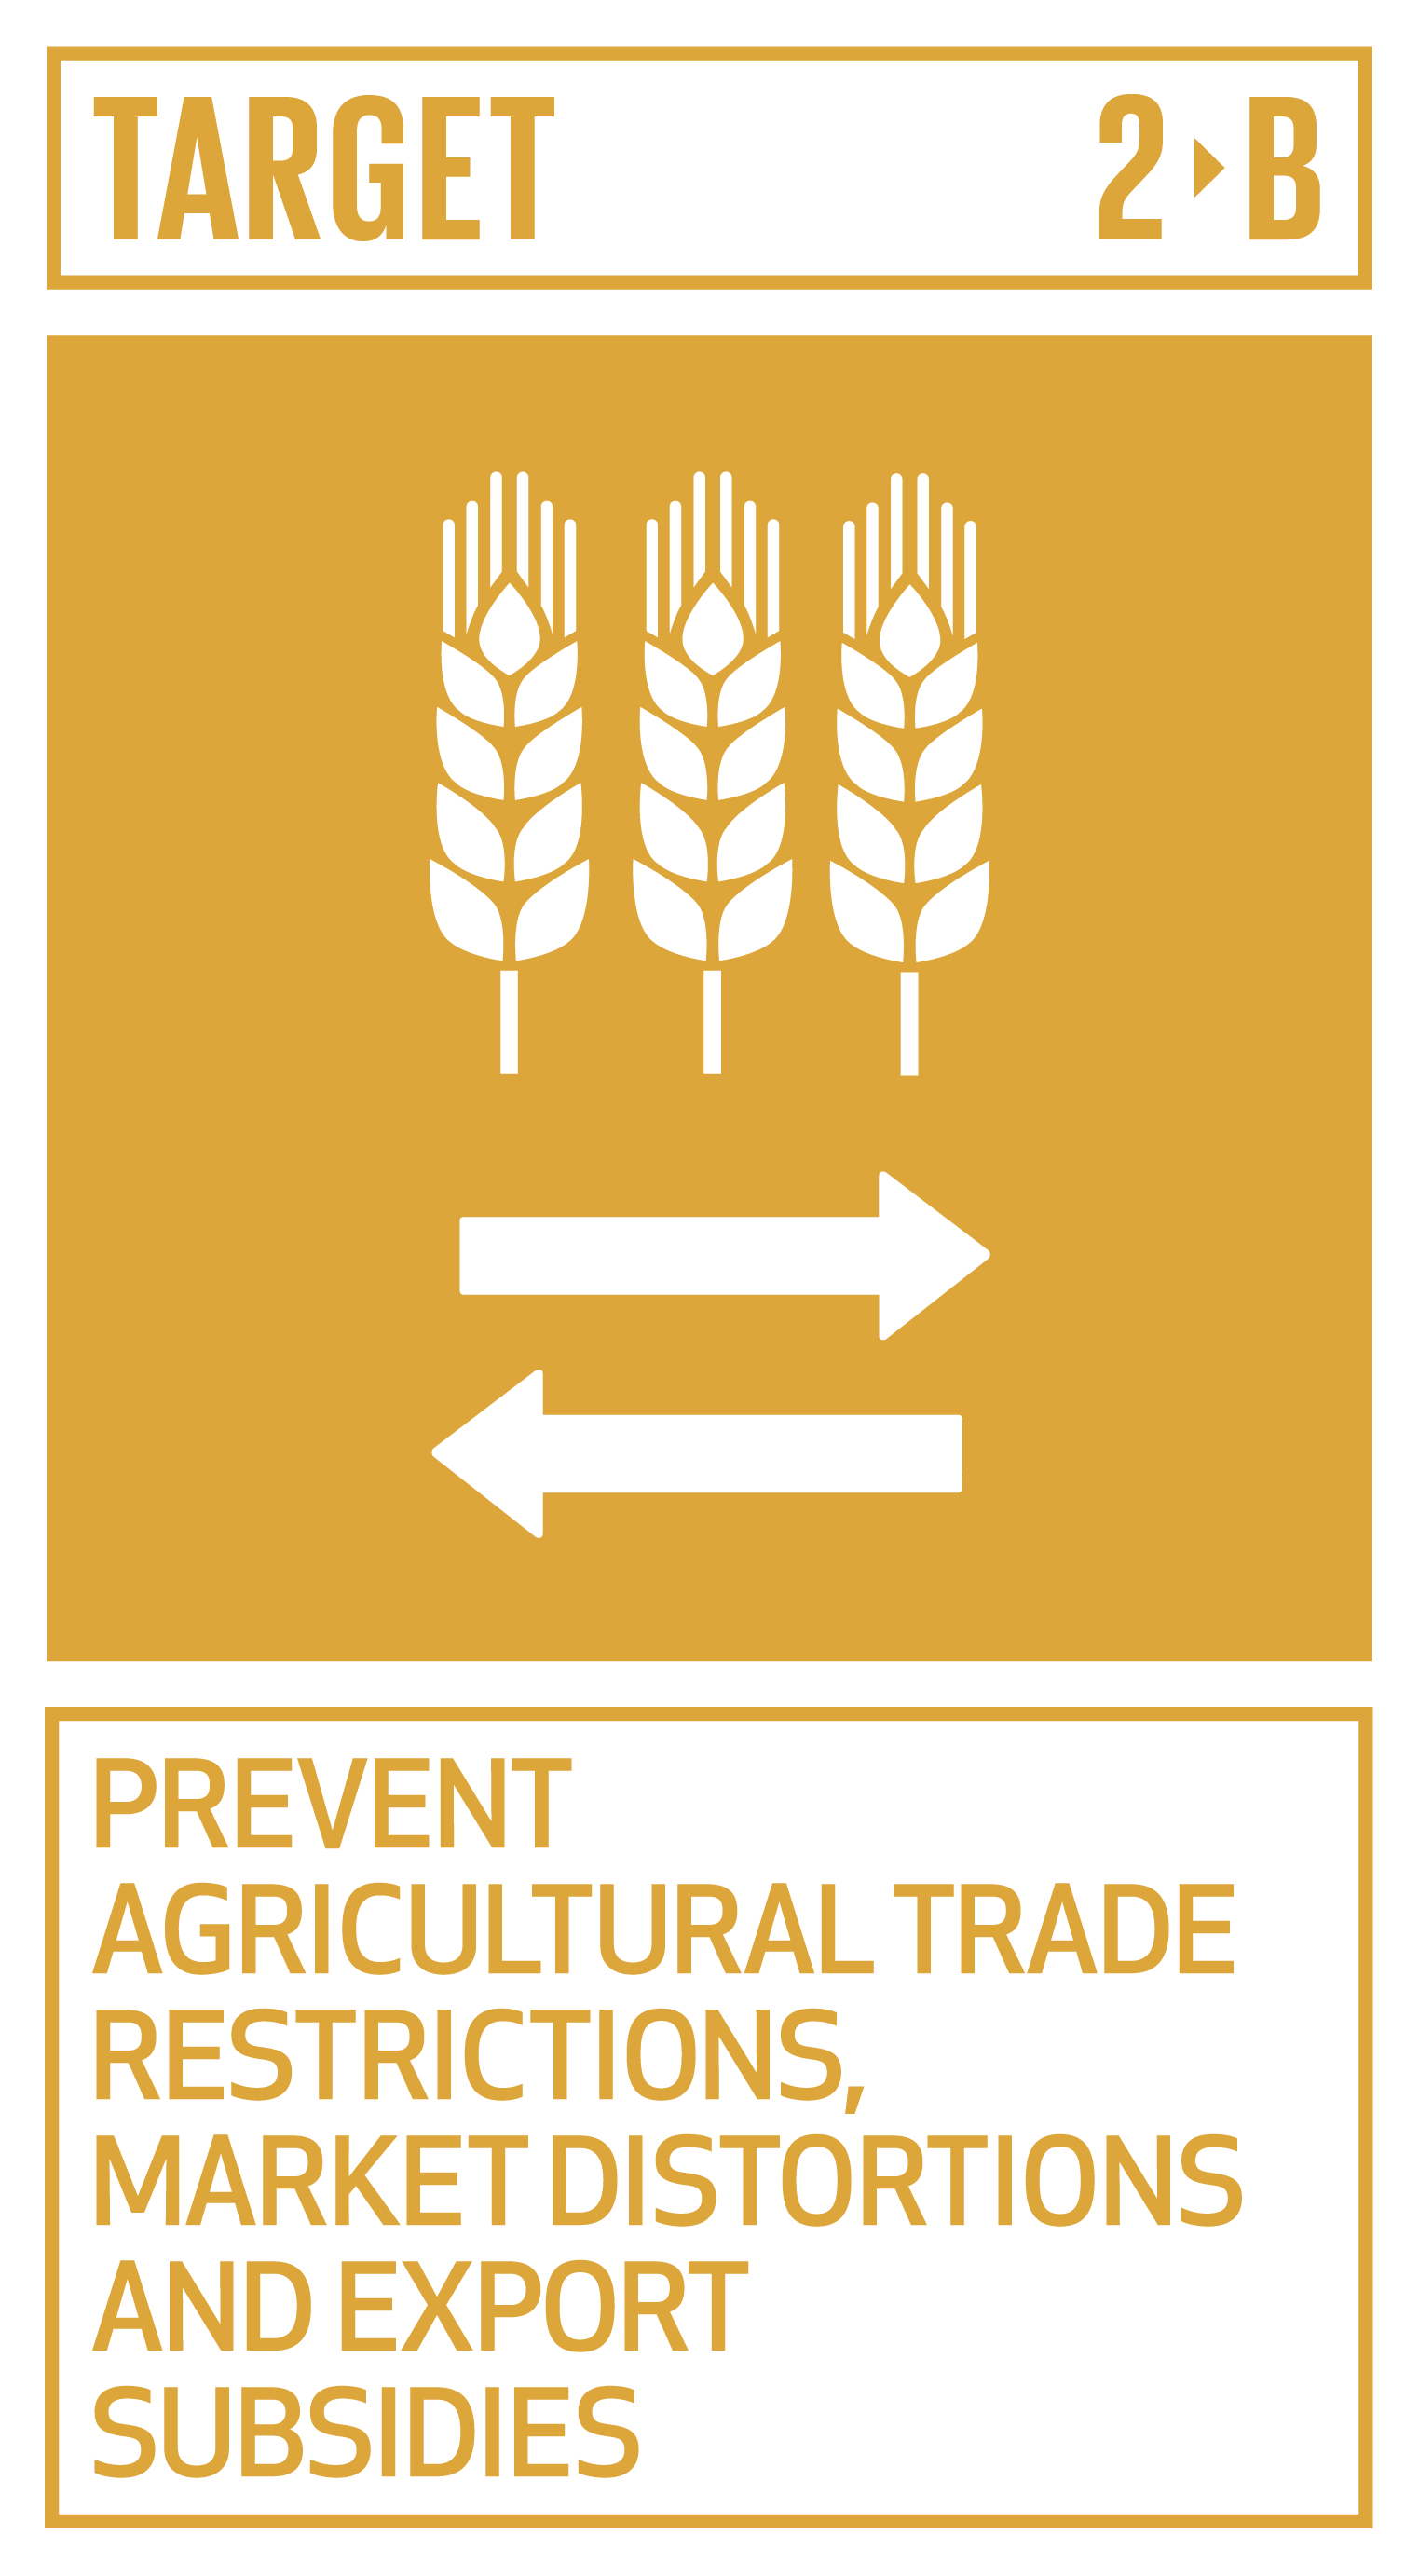 TARGET 2▸B
PREVENT
AGRICULTURAL TRADE
RESTRICTIONS,
MARKET DISTORTIONS
AND EXPORT
SUBSIDIES